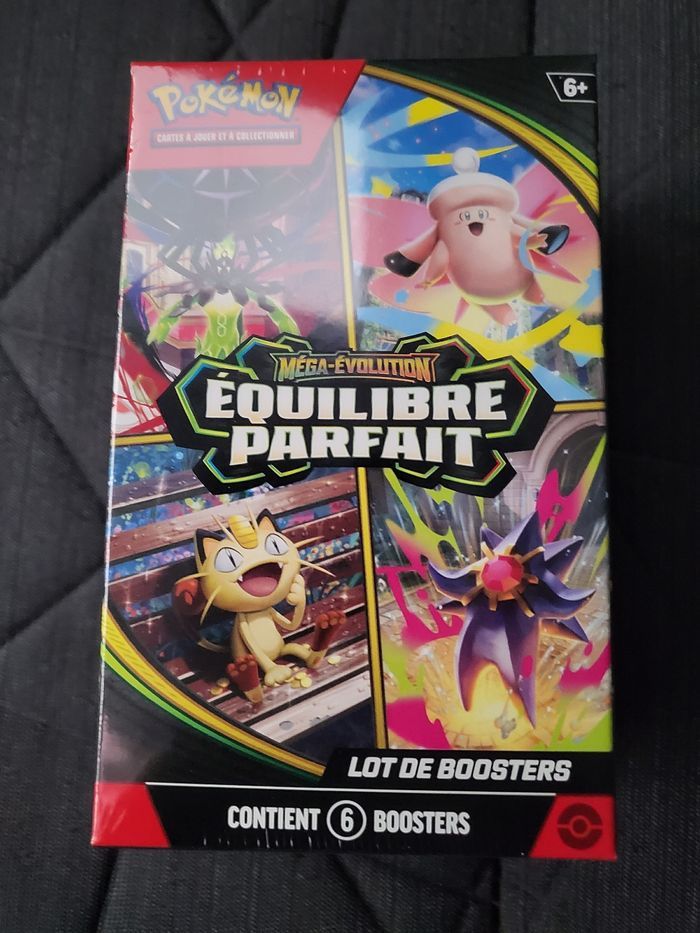 POKéMON
CARTES À JOUER ET À COLLECTIONNER
6+
MÉGA-ÉVOLUTION
ÉQUILIBRE
PARFAIT
LOT DE BOOSTERS
CONTIENT 6 BOOSTERS